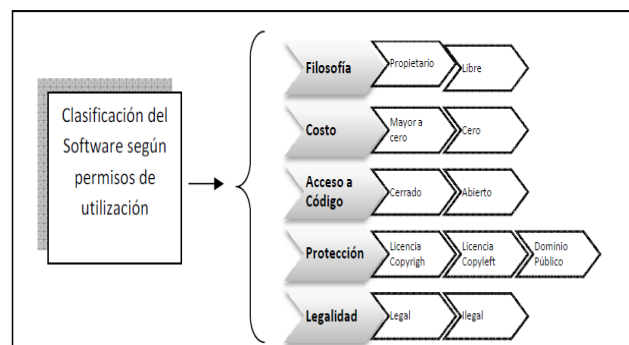 Clasificación del
Software según
permisos de
utilización
Filosofía
Propietario
Libre
Costo
Mayor a
cero
Cero
Acceso a
Código
Cerrado
Abierto
Protección
Licencia
Copyrigh
Licencia
Copyleft
Dominio
Público
Legalidad
Legal
Ilegal